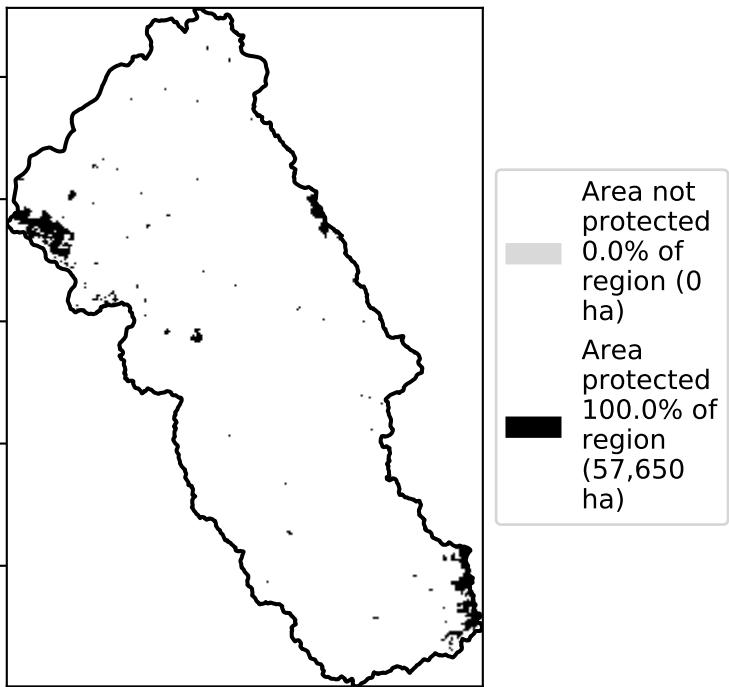 Area not
protected
0.0% of
region (0
ha)
Area
protected
100.0% of
region
(57,650
ha)